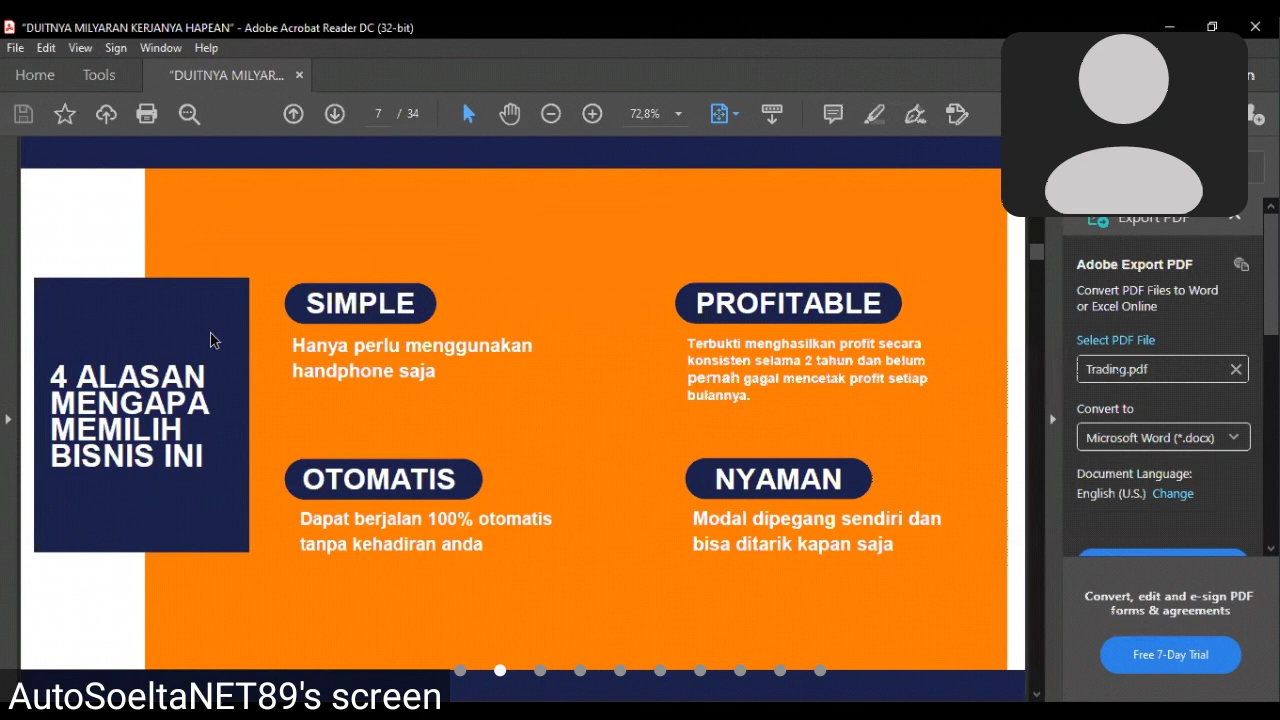 "DUITNYA MILYARAN KERJANYA HAPEAN" - Adobe Acrobat Reader DC (32-bit)
File Edit View Sign Window Help
Home Tools "DUITNYA MILYAR... ×
7 / 34 72,8%
4 ALASAN
MENGAPA
MEMILIH
BISNIS INI
SIMPLE
Hanya perlu menggunakan
handphone saja
PROFITABLE
Terbukti menghasilkan profit secara
konsisten selama 2 tahun dan belum
pernah gagal mencetak profit setiap
bulannya.
OTOMATIS
Dapat berjalan 100% otomatis
tanpa kehadiran anda
NYAMAN
Modal dipegang sendiri dan
bisa ditarik kapan saja
Export PDF
Adobe Export PDF
Convert PDF Files to Word
or Excel Online
Select PDF File
Trading.pdf
Convert to
Microsoft Word (*.docx)
Document Language:
English (U.S.) Change
Convert, edit and e-sign PDF
forms & agreements
Free 7-Day Trial
AutoSoeltaNET89's screen